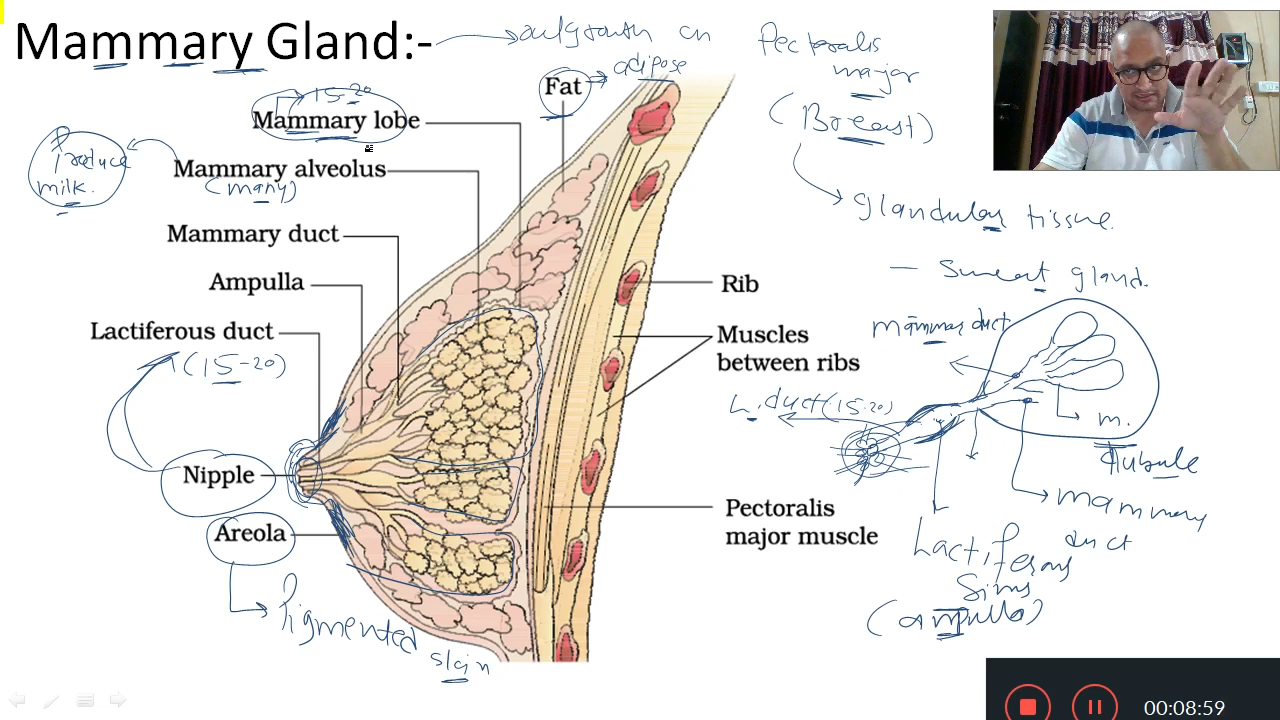 Mammary Gland:-
outgrowth on
Pectoralis
major
(Breast)
glandular tissue.
– Sweat gland.
Fat
adipose
15-20
Mammary lobe
Produce
milk.
Mammary alveolus
(many)
Mammary duct
Ampulla
Lactiferous duct
(15-20)
Nipple
Areola
Pigmented
skin
Rib
Muscles
between ribs
Pectoralis
major muscle
mammary duct
L. duct (15-20)
m.
tubule
mammary
duct
Lactiferous
Sinus
(ampulla)
00:08:59